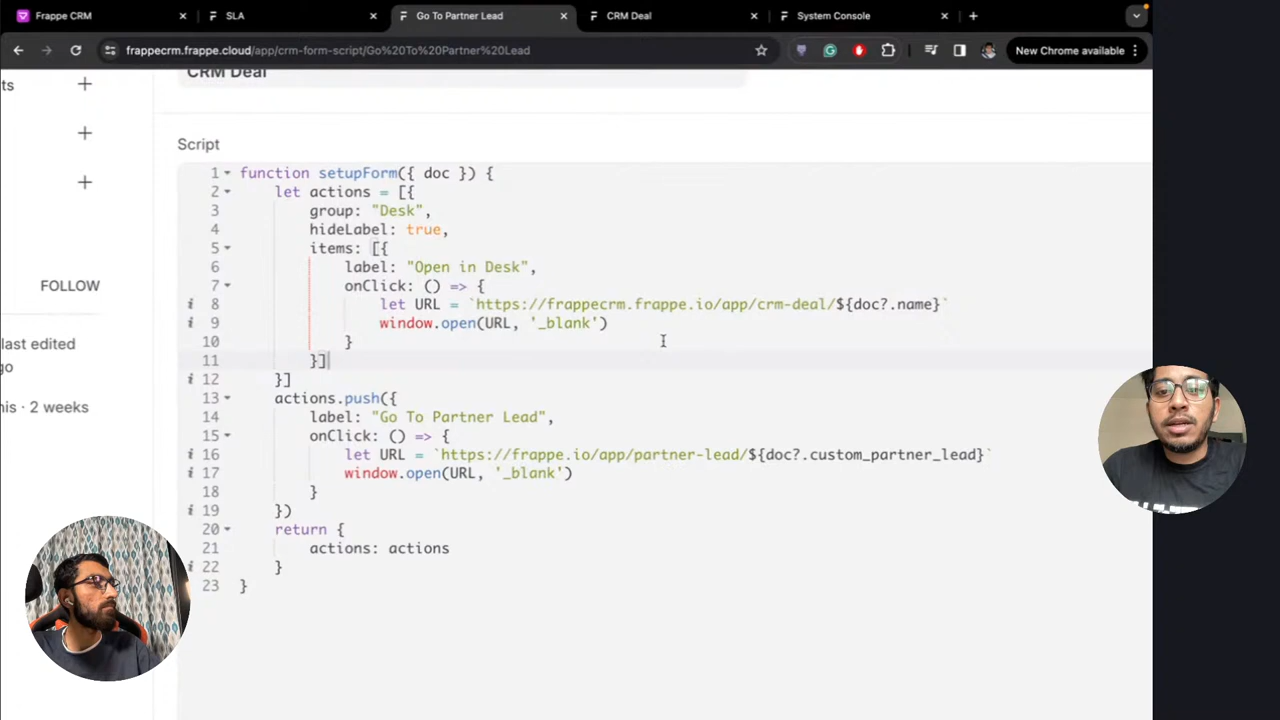 Frappe CRM
SLA
Go To Partner Lead
CRM Deal
System Console
frappecrm.frappe.cloud/app/crm-form-script/Go%20To%20Partner%20Lead
New Chrome available
CRM Deal
ts
FOLLOW
last edited
go
his · 2 weeks
Script
1 function setupForm({ doc }) {
2 let actions = [{
3 group: "Desk",
4 hideLabel: true,
5 items: [{
6 label: "Open in Desk",
7 onClick: () => {
8 let URL = `https://frappecrm.frappe.io/app/crm-deal/${doc?.name}`
9 window.open(URL, '_blank')
10 }
11 }]
12 }]
13 actions.push({
14 label: "Go To Partner Lead",
15 onClick: () => {
16 let URL = `https://frappe.io/app/partner-lead/${doc?.custom_partner_lead}`
17 window.open(URL, '_blank')
18 }
19 })
20 return {
21 actions: actions
22 }
23 }